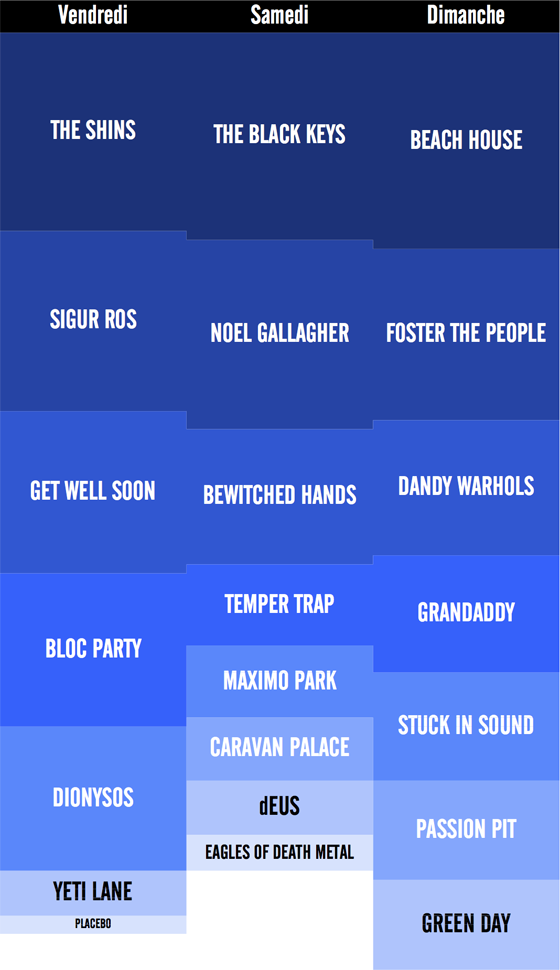 Vendredi
Samedi
Dimanche
THE SHINS
SIGUR ROS
GET WELL SOON
BLOC PARTY
DIONYSOS
YETI LANE
PLACEBO
THE BLACK KEYS
NOEL GALLAGHER
BEWITCHED HANDS
TEMPER TRAP
MAXIMO PARK
CARAVAN PALACE
dEUS
EAGLES OF DEATH METAL
BEACH HOUSE
FOSTER THE PEOPLE
DANDY WARHOLS
GRANDADDY
STUCK IN SOUND
PASSION PIT
GREEN DAY